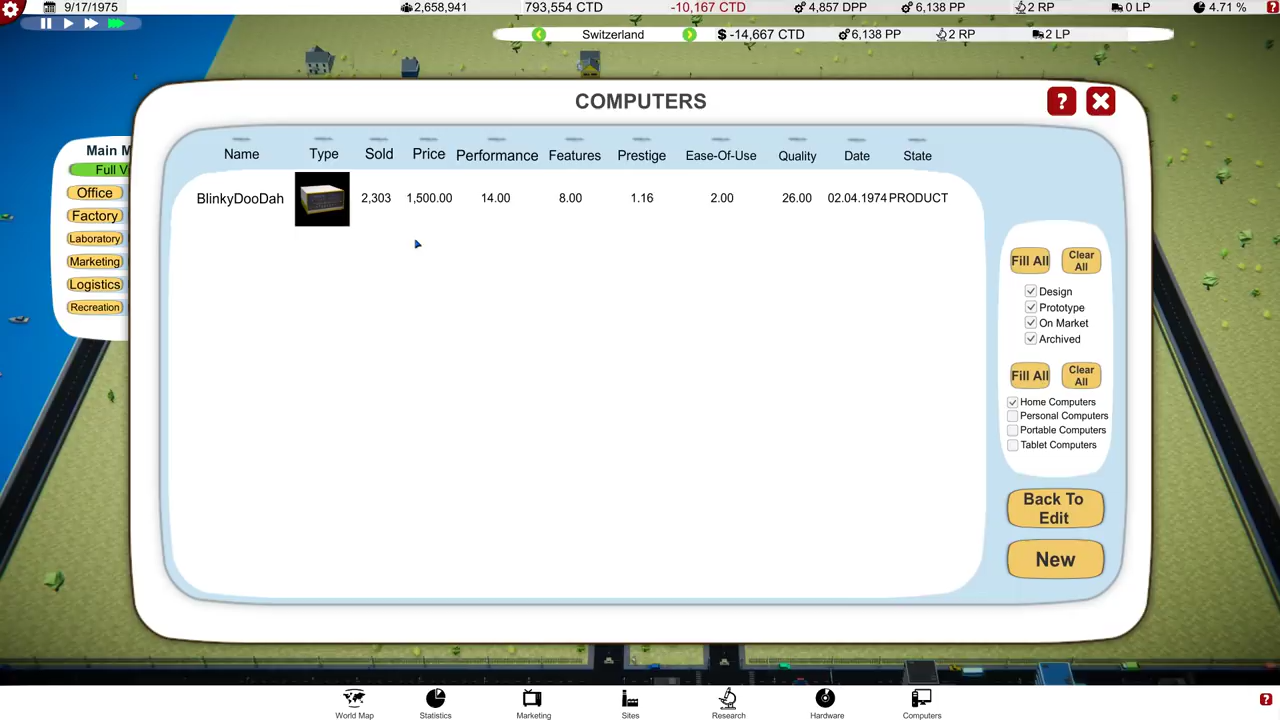 9/17/1975 2,658,941 793,554 CTD -10,167 CTD 4,857 DPP 6,138 PP 2 RP 0 LP 4.71 % ?
Switzerland $ -14,667 CTD 6,138 PP 2 RP 2 LP
COMPUTERS ?
Main M
Full V
Office
Factory
Laboratory
Marketing
Logistics
Recreation
Name Type Sold Price Performance Features Prestige Ease-Of-Use Quality Date State
BlinkyDooDah 2,303 1,500.00 14.00 8.00 1.16 2.00 26.00 02.04.1974 PRODUCT
Fill All Clear All
Design
Prototype
On Market
Archived
Fill All Clear All
Home Computers
Personal Computers
Portable Computers
Tablet Computers
Back To
Edit
New
World Map Statistics Marketing Sites Research Hardware Computers ?